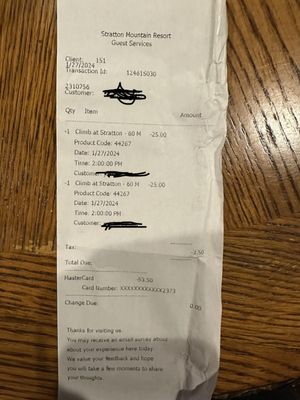 Stratton Mountain Resort
Guest Services
Client: 151
1/27/2024
Transaction Id: 124615030
2310756
Customer:
Qty Item Amount
-1 Climb at Stratton - 60 M -25.00
Product Code: 44267
Date: 1/27/2024
Time: 2:00:00 PM
Customer
-1 Climb at Stratton - 60 M -25.00
Product Code: 44267
Date: 1/27/2024
Time: 2:00:00 PM
Customer
Tax: -3.50
Total Due:
MasterCard -53.50
Card Number: XXXXXXXXXXXX2373
Change Due: 0.00
Thanks for visiting us.
You may receive an email survey about
about your experience here today.
We value your feedback and hope
you will take a few moments to share
your thoughts.